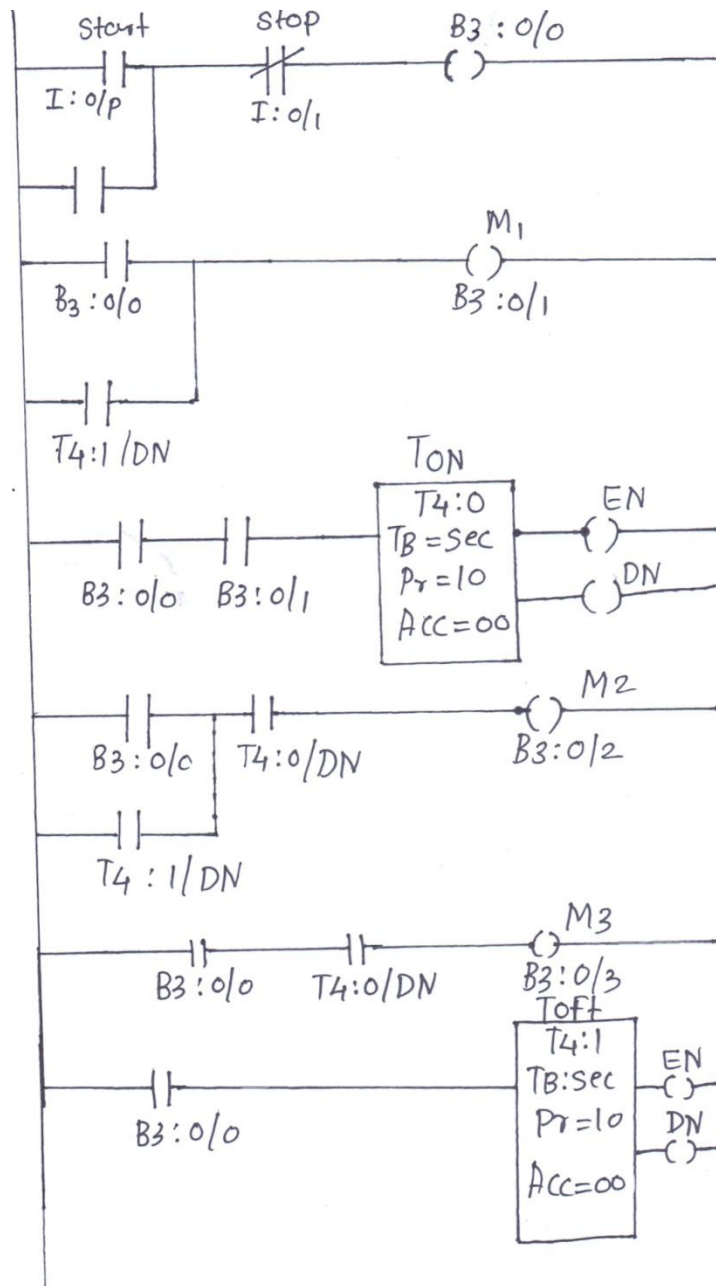 Start
Stop
B3:0/0
I:0/P
I:0/1
B3:0/0
M1
B3:0/1
T4:1/DN
TON
T4:0
TB=Sec
Pr=10
Acc=00
EN
DN
B3:0/0 B3:0/1
M2
B3:0/0 T4:0/DN
B3:0/2
T4:1/DN
M3
B3:0/0 T4:0/DN
B3:0/3
Toff
T4:1
TB:sec
Pr=10
Acc=00
EN
DN
B3:0/0